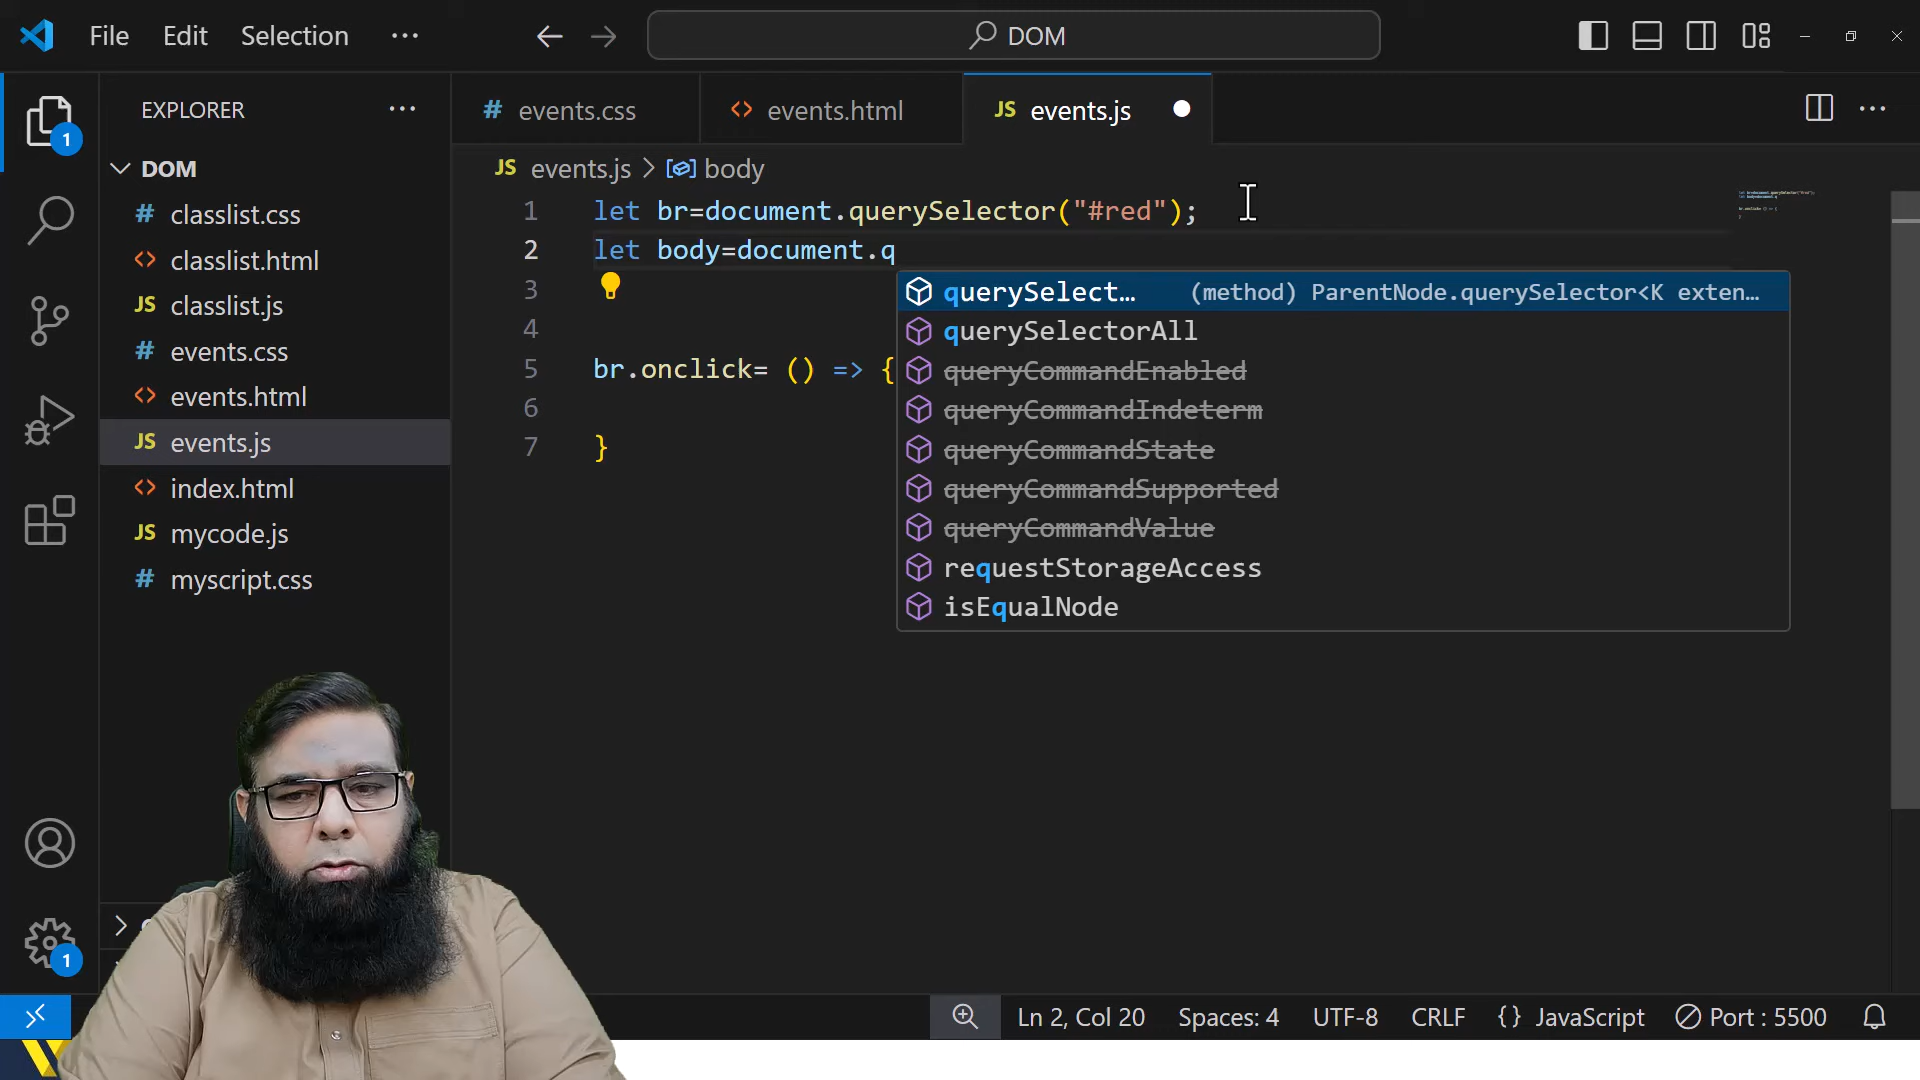 File Edit Selection ···
DOM
EXPLORER ···
events.css
events.html
events.js
DOM
classlist.css
classlist.html
classlist.js
events.css
events.html
events.js
index.html
mycode.js
myscript.css
JS events.js > body
1 let br=document.querySelector("#red");
2 let body=document.q
3
4
5 br.onclick= () => {
6
7 }
querySelect… (method) ParentNode.querySelector<K exten…
querySelectorAll
queryCommandEnabled
queryCommandIndeterm
queryCommandState
queryCommandSupported
queryCommandValue
requestStorageAccess
isEqualNode
1
1
Ln 2, Col 20 Spaces: 4 UTF-8 CRLF {} JavaScript Port : 5500